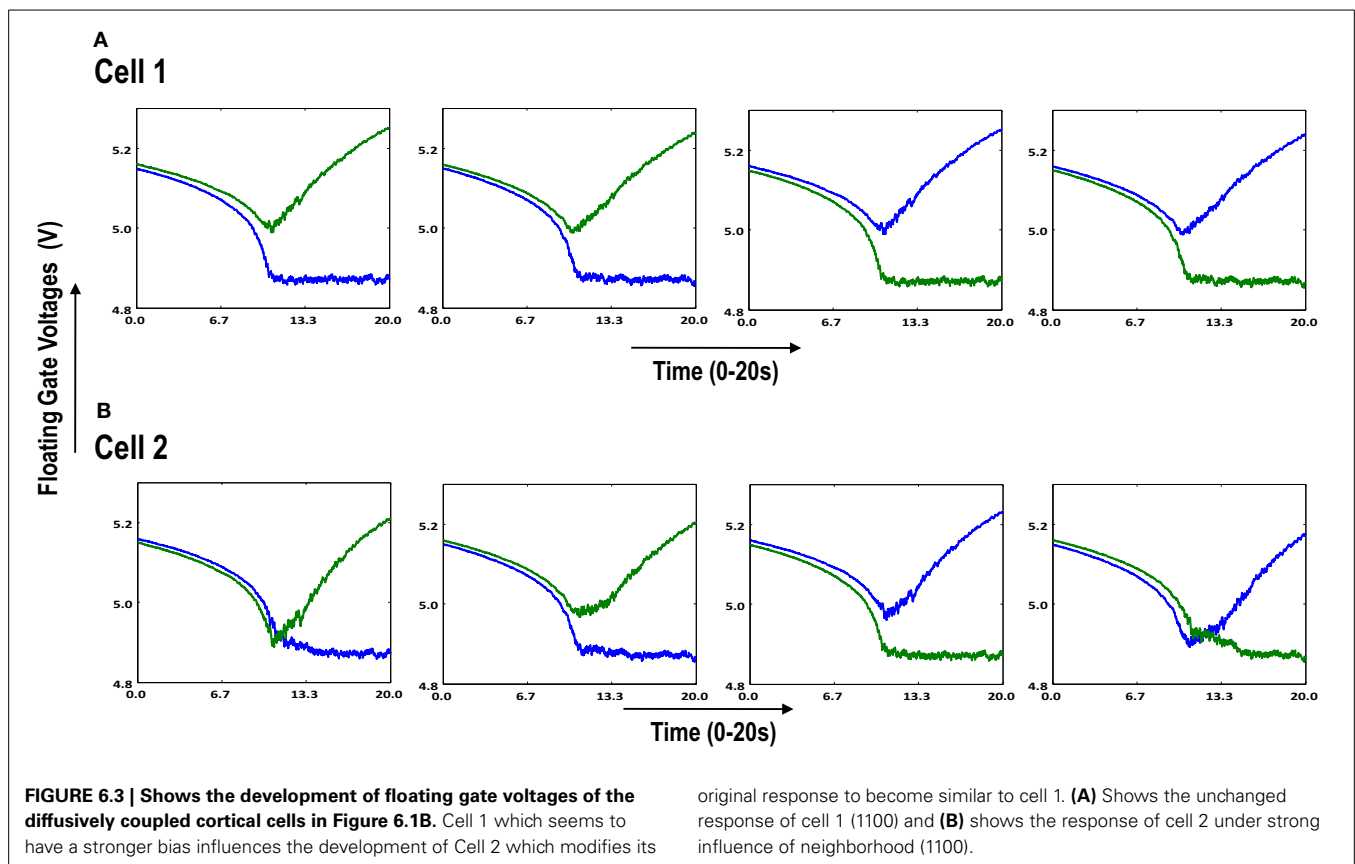 A
Cell 1
5.2
5.0
4.8
0.0 6.7 13.3 20.0
5.2
5.0
4.8
0.0 6.7 13.3 20.0
5.2
5.0
4.8
0.0 6.7 13.3 20.0
5.2
5.0
4.8
0.0 6.7 13.3 20.0
Time (0-20s)
Floating Gate Voltages (V)
B
Cell 2
5.2
5.0
4.8
0.0 6.7 13.3 20.0
5.2
5.0
4.8
0.0 6.7 13.3 20.0
5.2
5.0
4.8
0.0 6.7 13.3 20.0
5.2
5.0
4.8
0.0 6.7 13.3 20.0
Time (0-20s)
FIGURE 6.3 | Shows the development of floating gate voltages of the
diffusively coupled cortical cells in Figure 6.1B. Cell 1 which seems to
have a stronger bias influences the development of Cell 2 which modifies its
original response to become similar to cell 1. (A) Shows the unchanged
response of cell 1 (1100) and (B) shows the response of cell 2 under strong
influence of neighborhood (1100).